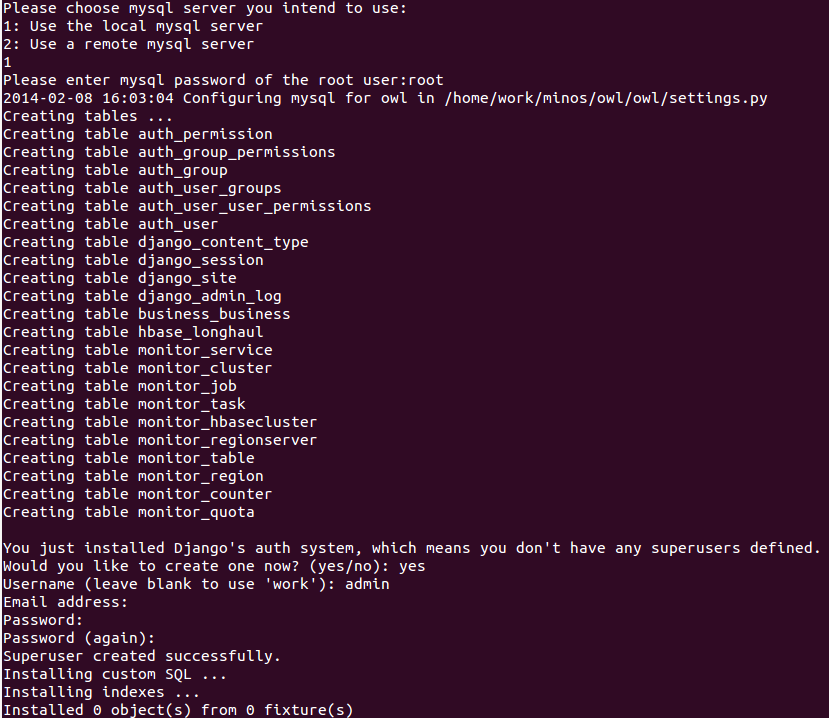 Please choose mysql server you intend to use:
1: Use the local mysql server
2: Use a remote mysql server
1
Please enter mysql password of the root user:root
2014-02-08 16:03:04 Configuring mysql for owl in /home/work/minos/owl/owl/settings.py
Creating tables ...
Creating table auth_permission
Creating table auth_group_permissions
Creating table auth_group
Creating table auth_user_groups
Creating table auth_user_user_permissions
Creating table auth_user
Creating table django_content_type
Creating table django_session
Creating table django_site
Creating table django_admin_log
Creating table business_business
Creating table hbase_longhaul
Creating table monitor_service
Creating table monitor_cluster
Creating table monitor_job
Creating table monitor_task
Creating table monitor_hbasecluster
Creating table monitor_regionserver
Creating table monitor_table
Creating table monitor_region
Creating table monitor_counter
Creating table monitor_quota
You just installed Django's auth system, which means you don't have any superusers defined.
Would you like to create one now? (yes/no): yes
Username (leave blank to use 'work'): admin
Email address:
Password:
Password (again):
Superuser created successfully.
Installing custom SQL ...
Installing indexes ...
Installed 0 object(s) from 0 fixture(s)